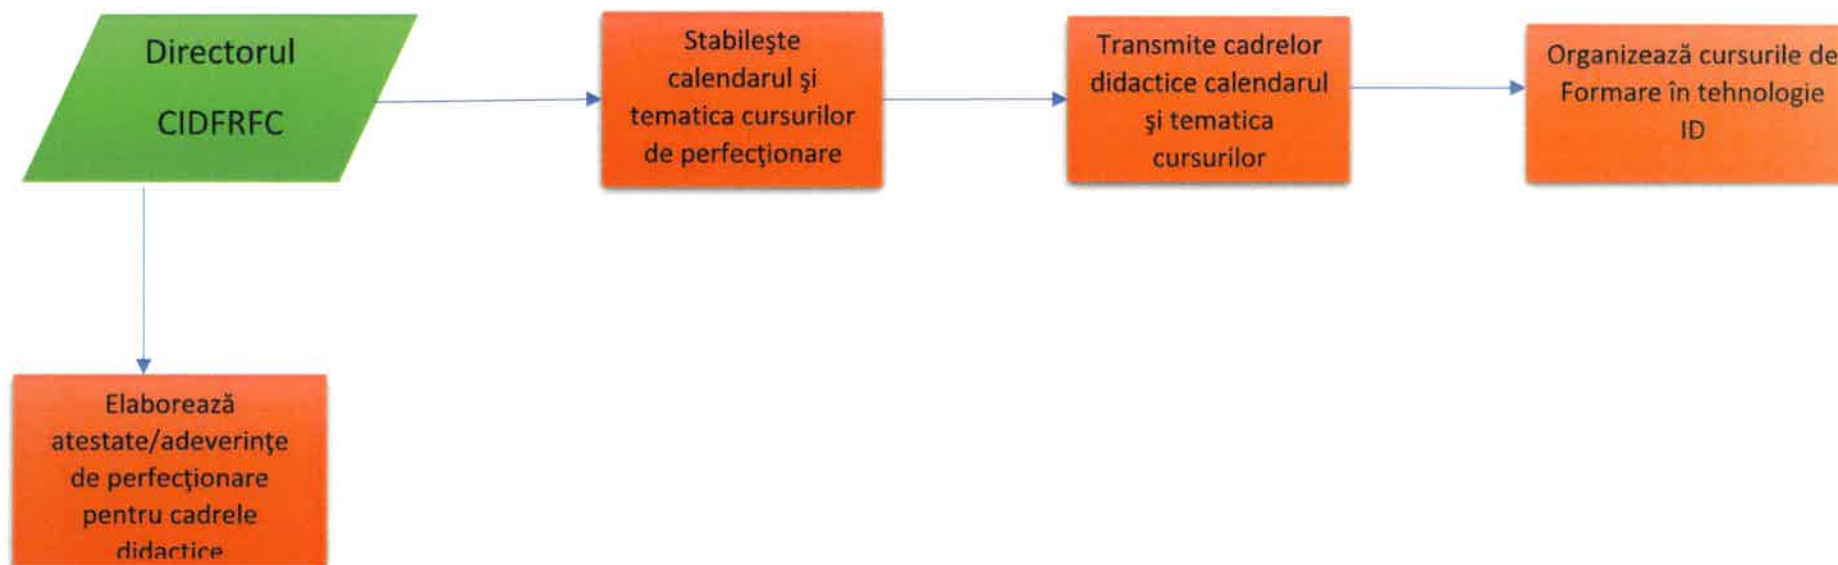 Directorul
CIDFRFC
Stabileşte
calendarul şi
tematica cursurilor
de perfecţionare
Transmite cadrelor
didactice calendarul
şi tematica
cursurilor
Organizează cursurile de
Formare în tehnologie
ID
Elaborează
atestate/adeverinţe
de perfecţionare
pentru cadrele
didactice